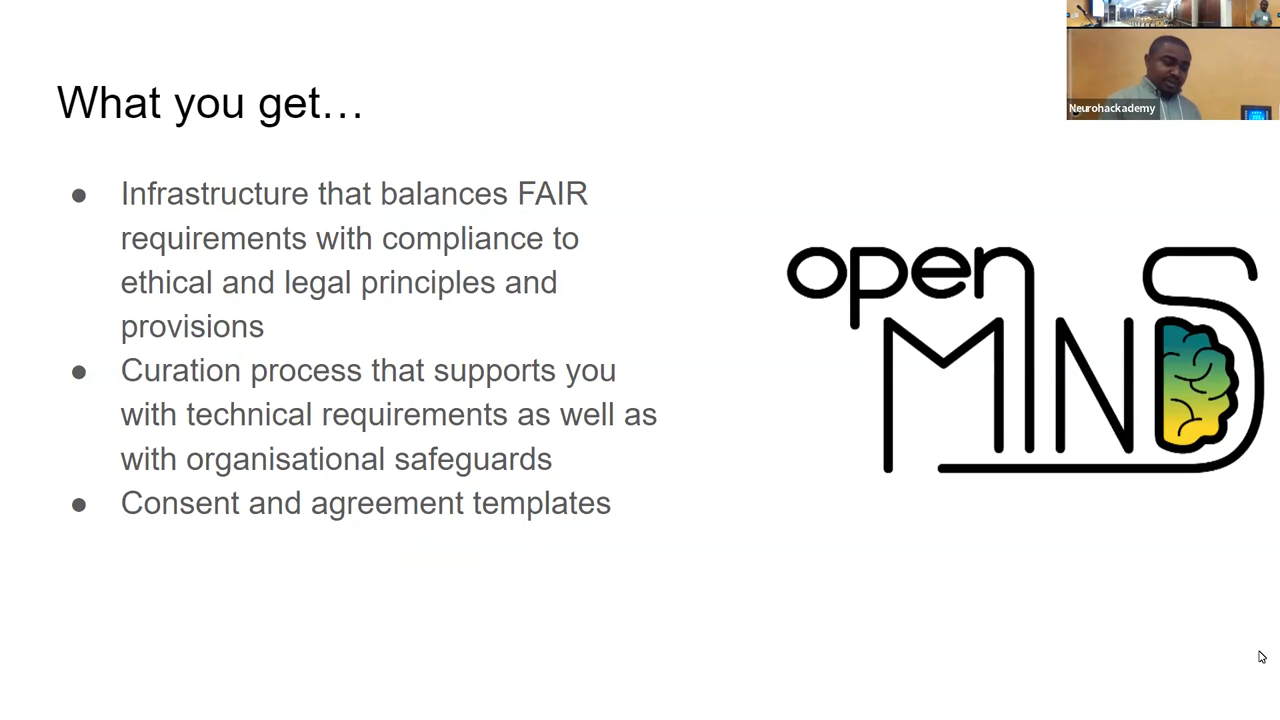 What you get…
● Infrastructure that balances FAIR
requirements with compliance to
ethical and legal principles and
provisions
● Curation process that supports you
with technical requirements as well as
with organisational safeguards
● Consent and agreement templates
open
MINDS
Neurohackademy